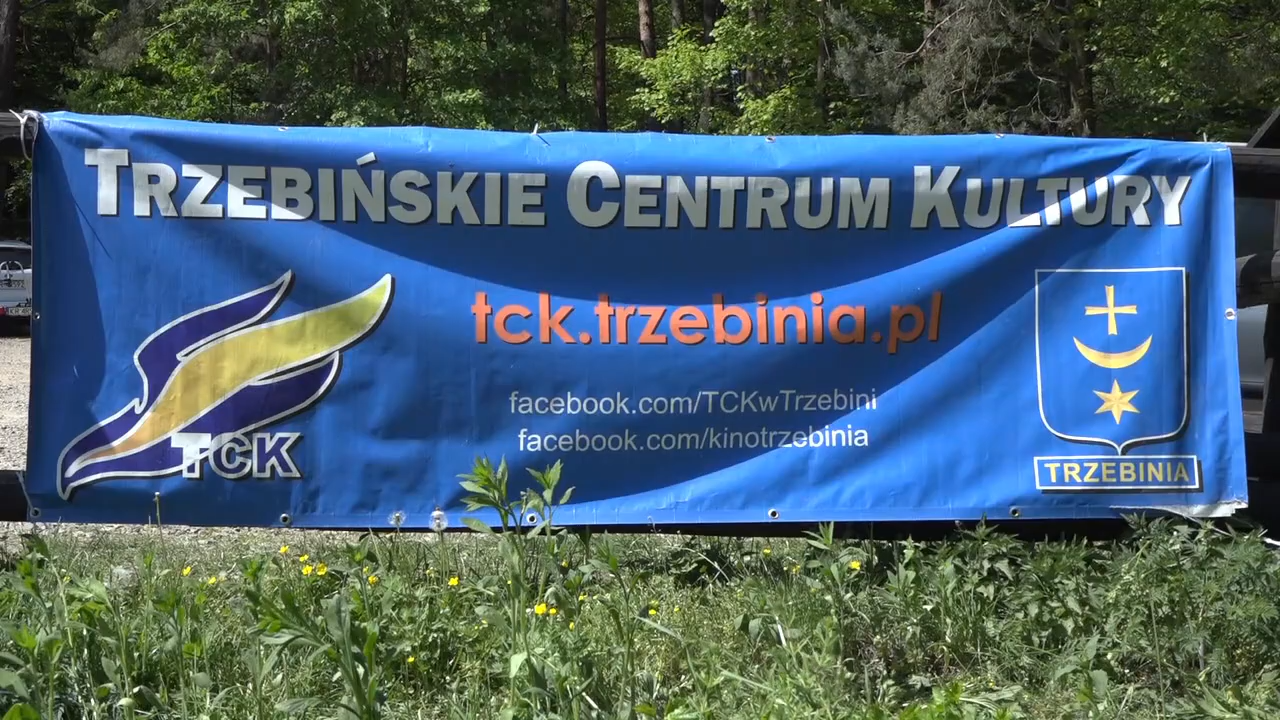 TRZEBIŃSKIE CENTRUM KULTURY
tck.trzebinia.pl
facebook.com/TCKwTrzebini
facebook.com/kinotrzebinia
TCK
TRZEBINIA